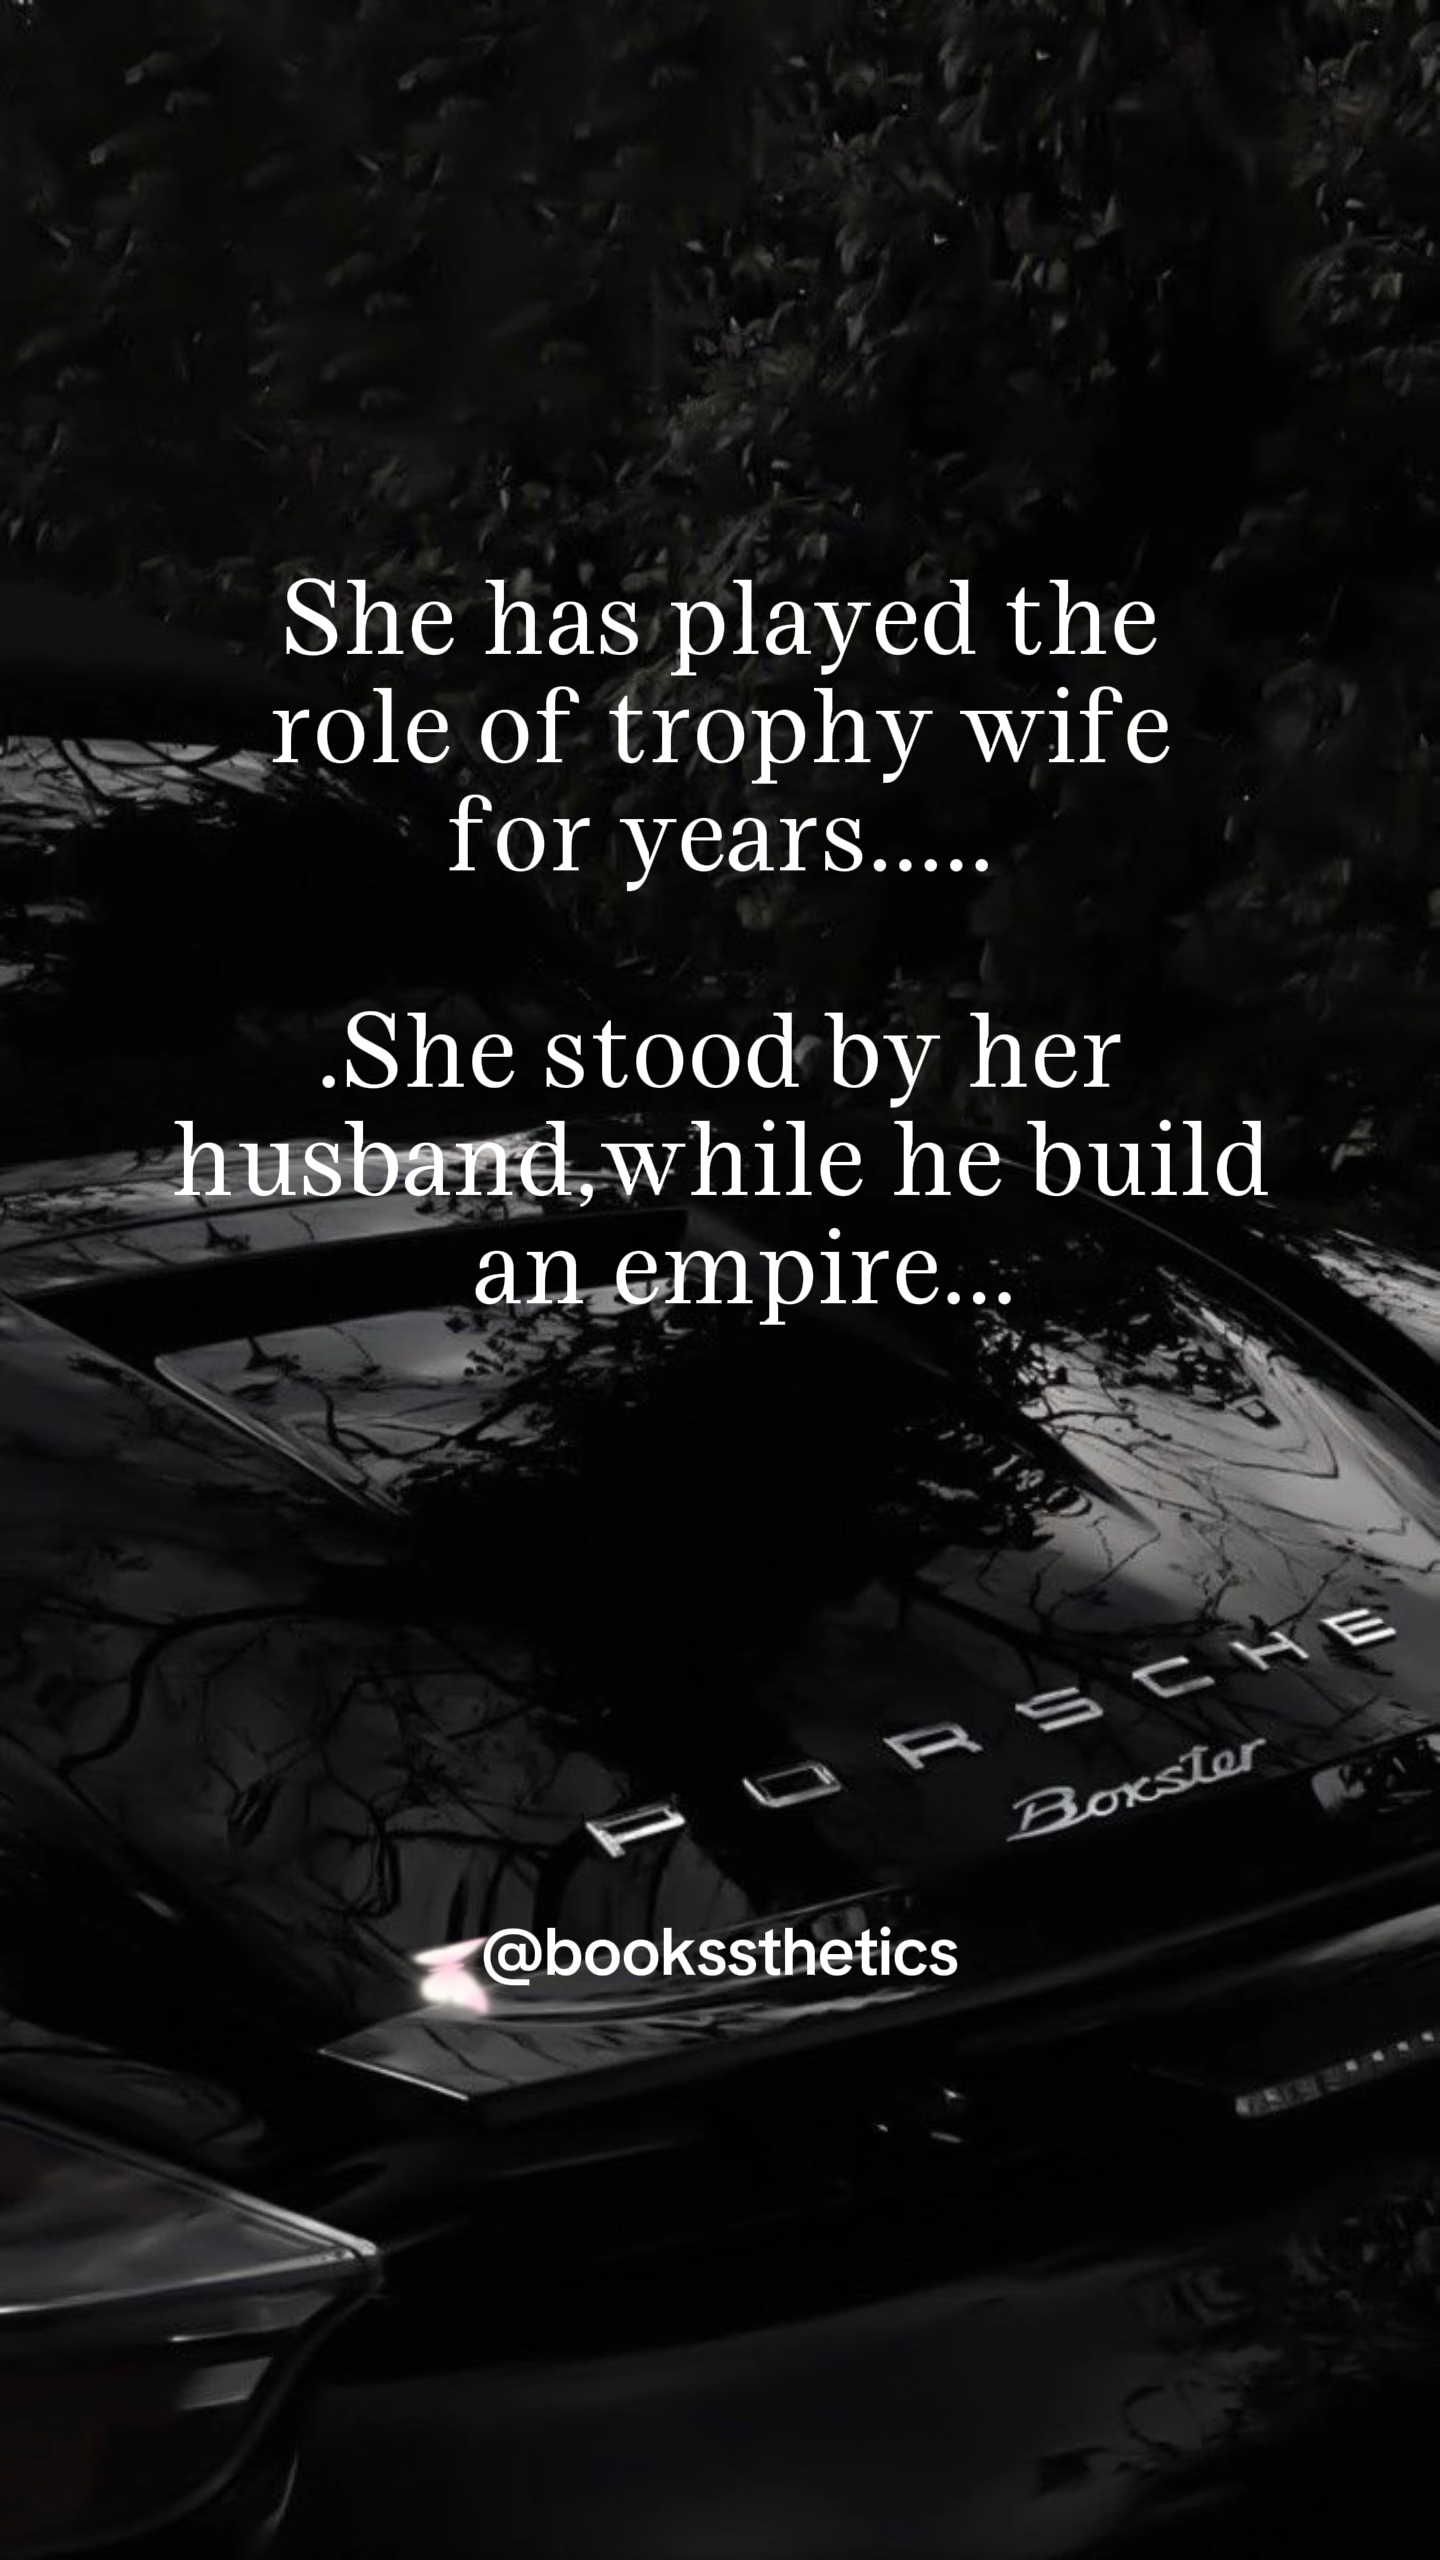 She has played the
role of trophy wife
for years.....
.She stood by her
husband,while he build
an empire...
PORSCHE
Boxster
@bookssthetics